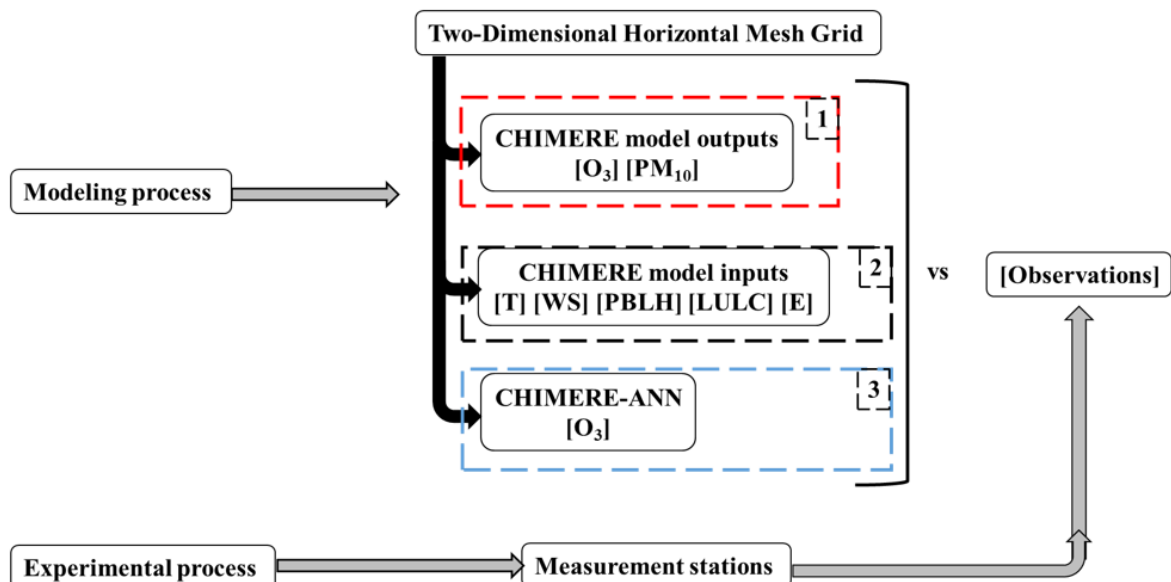 Two-Dimensional Horizontal Mesh Grid
1
CHIMERE model outputs
[O₃] [PM₁₀]
Modeling process
2
CHIMERE model inputs
[T] [WS] [PBLH] [LULC] [E]
vs
[Observations]
3
CHIMERE-ANN
[O₃]
Experimental process
Measurement stations